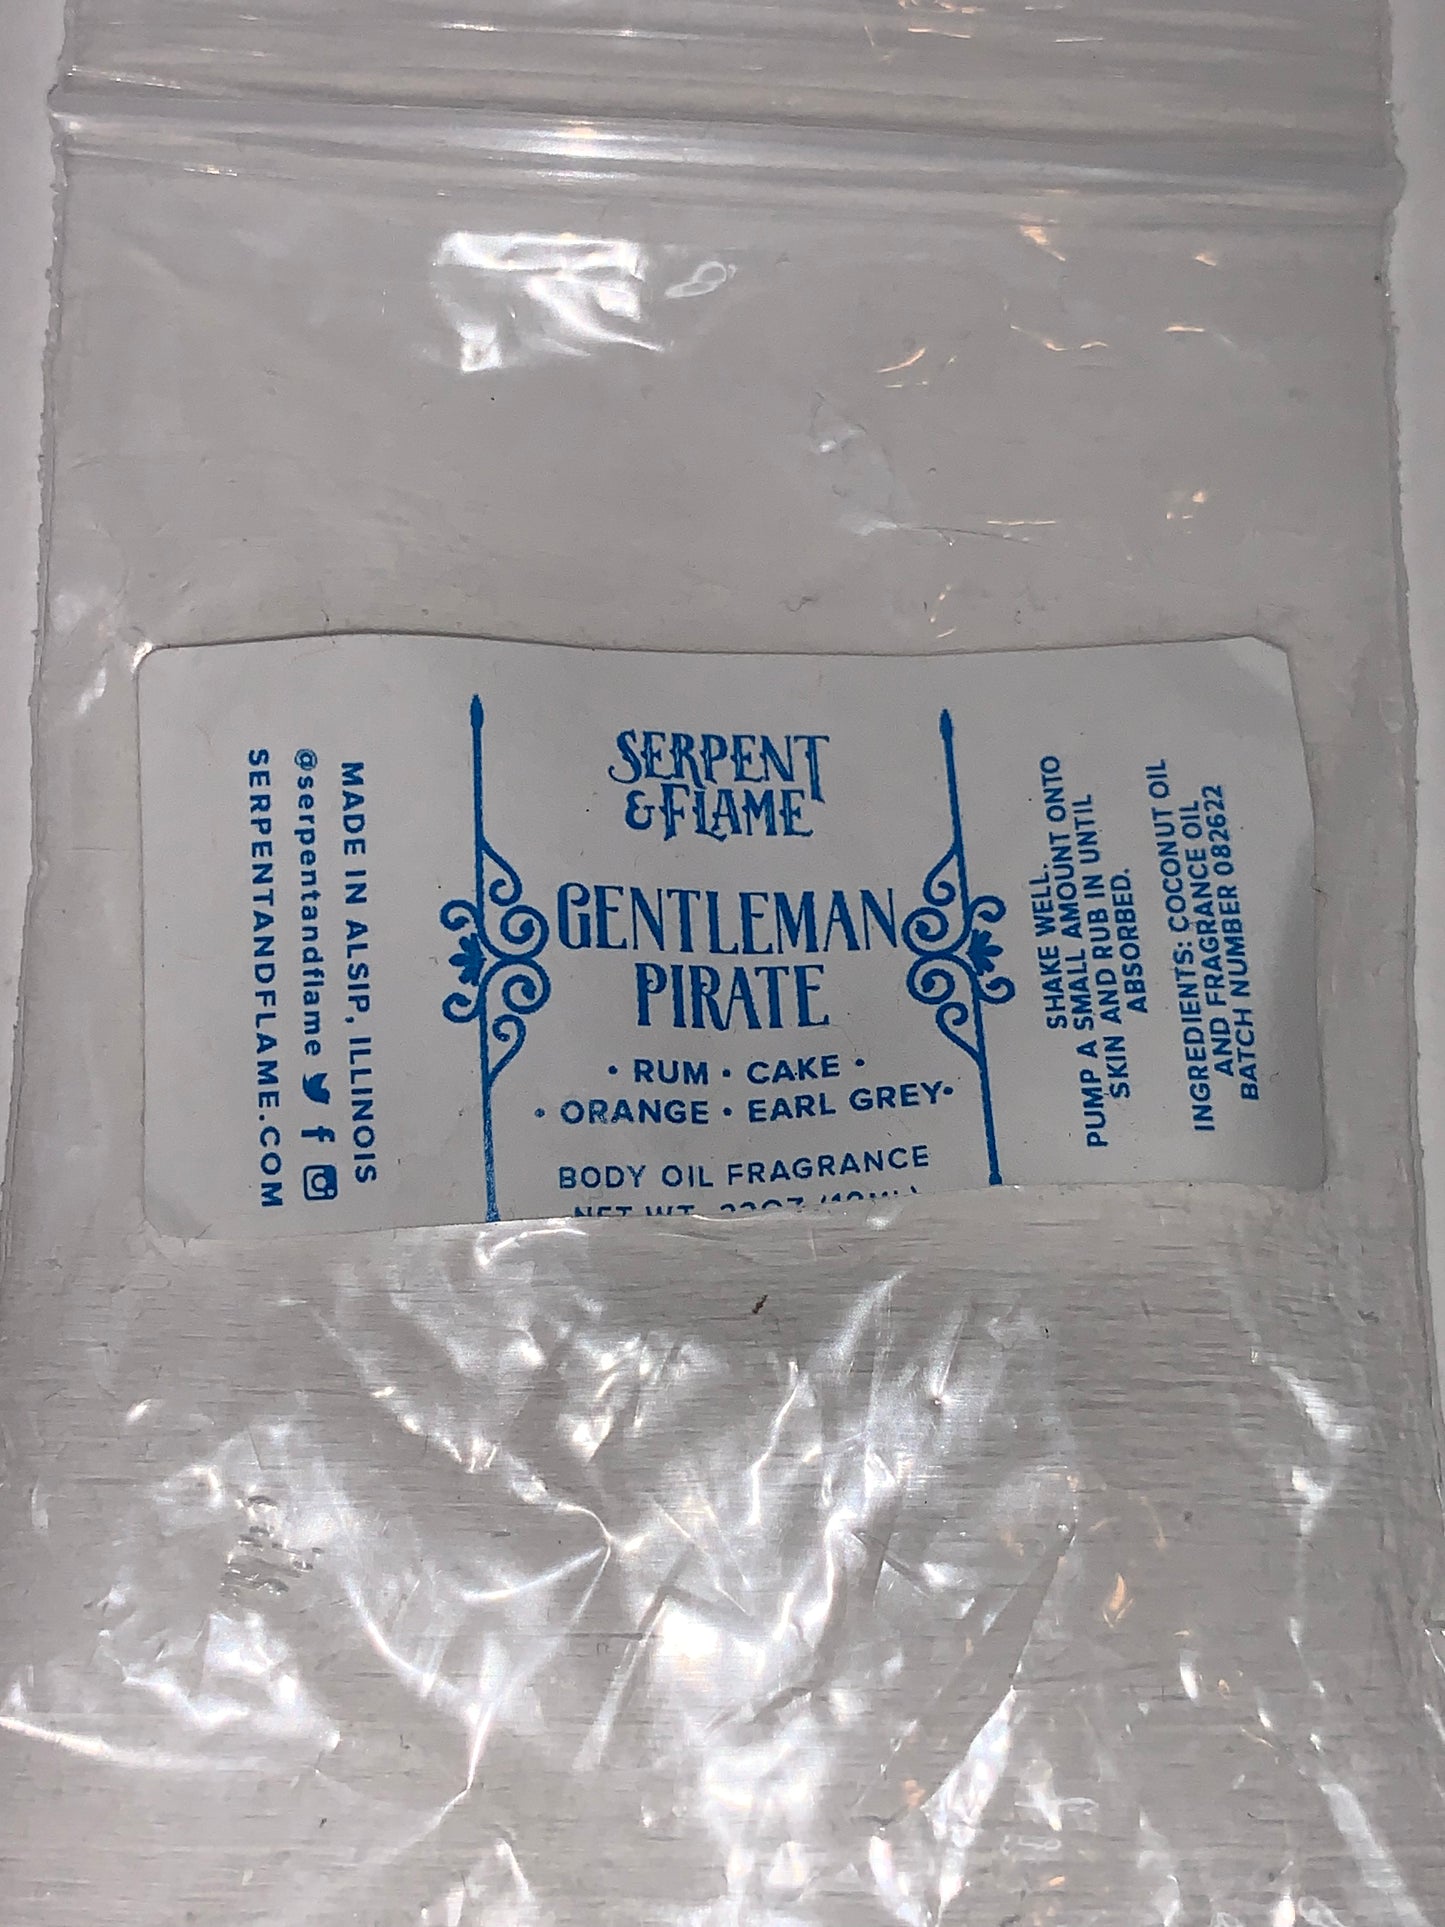 SERPENT
&FLAME
GENTLEMAN
PIRATE
• RUM • CAKE •
• ORANGE • EARL GREY•
BODY OIL FRAGRANCE
NET WT.
MADE IN ALSIP, ILLINOIS
@serpentandflame
SERPENTANDFLAME.COM
SHAKE WELL.
PUMP A SMALL AMOUNT ONTO
SKIN AND RUB IN UNTIL
ABSORBED.
INGREDIENTS: COCONUT OIL
AND FRAGRANCE OIL
BATCH NUMBER 082622